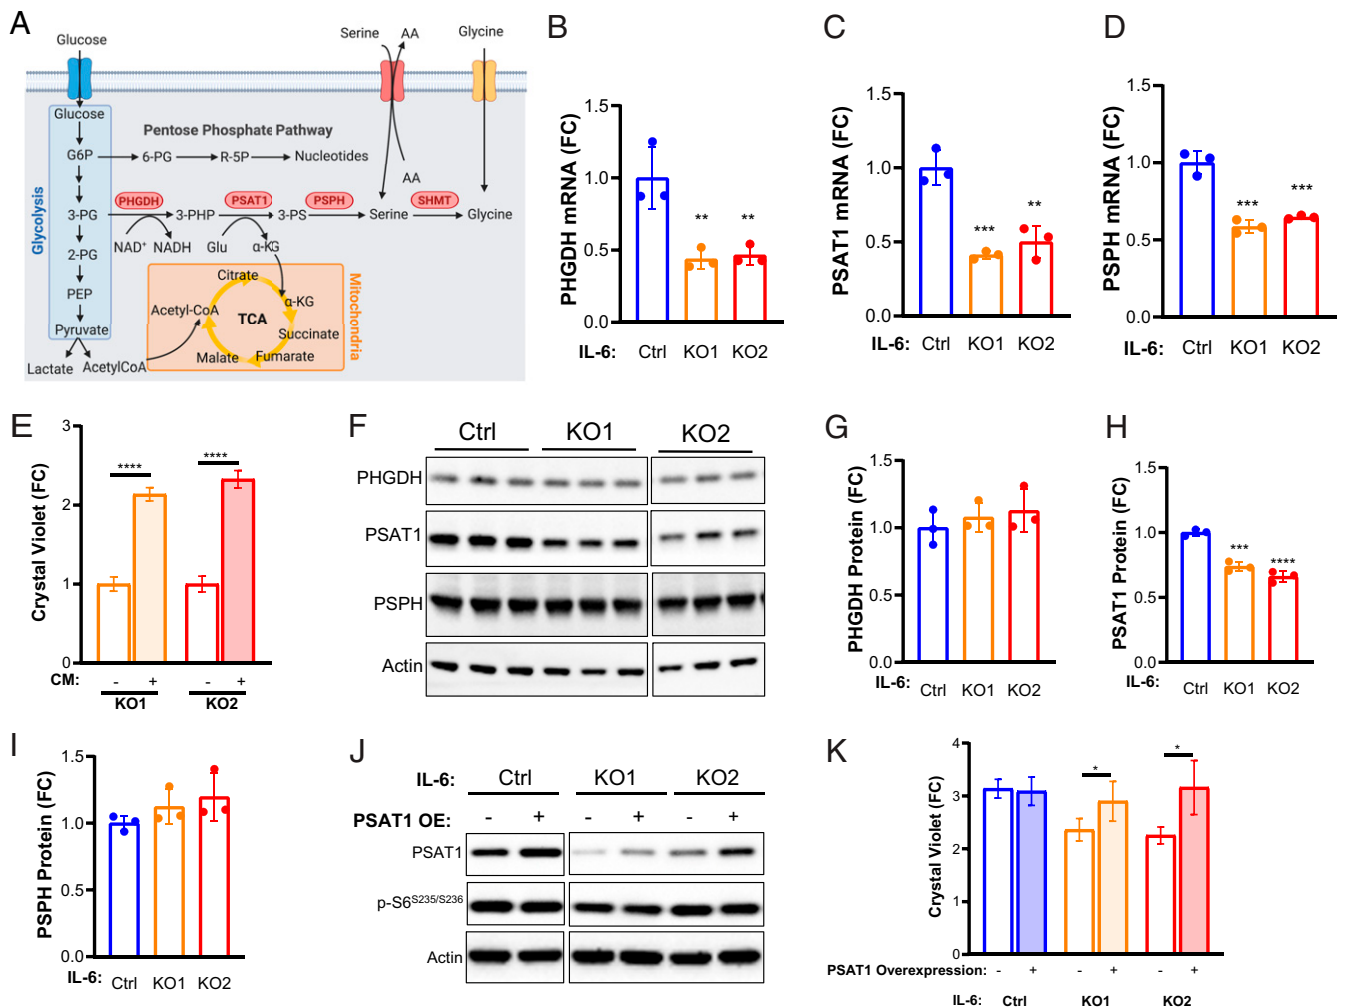 A
Glucose
Serine
AA
Glycine
Glucose
Pentose Phosphate Pathway
G6P
6-PG
R-5P
Nucleotides
AA
PHGDH
PSAT1
PSPH
SHMT
3-PG
3-PHP
3-PS
Serine
Glycine
NAD+
NADH
Glu
α-KG
Glycolysis
2-PG
PEP
Pyruvate
Lactate
AcetylCoA
Citrate
α-KG
Acetyl-CoA
TCA
Succinate
Malate
Fumarate
Mitochondria
B
PHGDH mRNA (FC)
1.5
1.0
0.5
0.0
** **
IL-6: Ctrl KO1 KO2
C
PSAT1 mRNA (FC)
1.5
1.0
0.5
0.0
*** **
IL-6: Ctrl KO1 KO2
D
PSPH mRNA (FC)
1.5
1.0
0.5
0.0
*** ***
IL-6: Ctrl KO1 KO2
E
Crystal Violet (FC)
3
2
1
0
**** ****
CM: - + - +
KO1 KO2
F
Ctrl KO1 KO2
PHGDH
PSAT1
PSPH
Actin
G
PHGDH Protein (FC)
1.5
1.0
0.5
0.0
IL-6: Ctrl KO1 KO2
H
PSAT1 Protein (FC)
1.5
1.0
0.5
0.0
*** ****
IL-6: Ctrl KO1 KO2
I
PSPH Protein (FC)
1.5
1.0
0.5
0.0
IL-6: Ctrl KO1 KO2
J
IL-6: Ctrl KO1 KO2
PSAT1 OE: - + - + - +
PSAT1
p-S6S235/S236
Actin
K
Crystal Violet (FC)
4
3
2
1
0
* *
PSAT1 Overexpression: - + - + - +
IL-6: Ctrl KO1 KO2